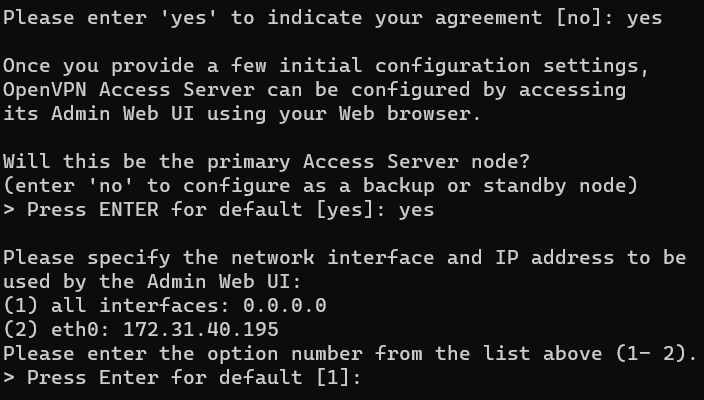 Please enter 'yes' to indicate your agreement [no]: yes
Once you provide a few initial configuration settings,
OpenVPN Access Server can be configured by accessing
its Admin Web UI using your Web browser.
Will this be the primary Access Server node?
(enter 'no' to configure as a backup or standby node)
> Press ENTER for default [yes]: yes
Please specify the network interface and IP address to be
used by the Admin Web UI:
(1) all interfaces: 0.0.0.0
(2) eth0: 172.31.40.195
Please enter the option number from the list above (1- 2).
> Press Enter for default [1]: